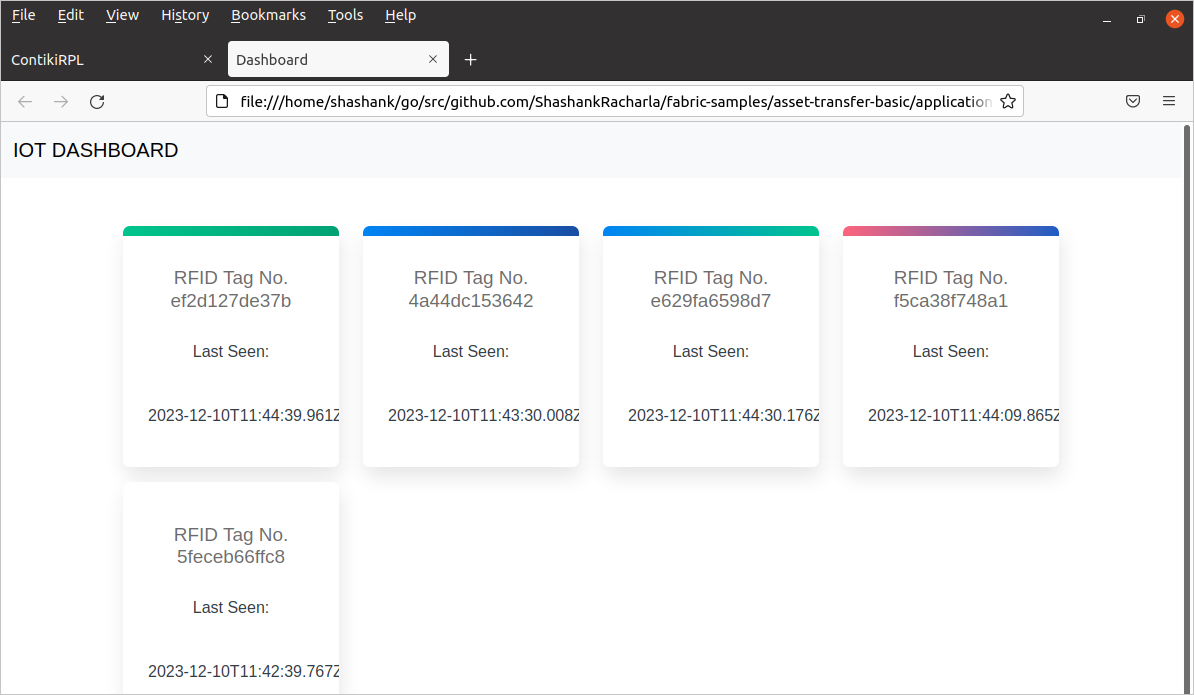 File Edit View History Bookmarks Tools Help
ContikiRPL
Dashboard
file:///home/shashank/go/src/github.com/ShashankRacharla/fabric-samples/asset-transfer-basic/application
IOT DASHBOARD
RFID Tag No.
ef2d127de37b
Last Seen:
2023-12-10T11:44:39.961Z
RFID Tag No.
4a44dc153642
Last Seen:
2023-12-10T11:43:30.008Z
RFID Tag No.
e629fa6598d7
Last Seen:
2023-12-10T11:44:30.176Z
RFID Tag No.
f5ca38f748a1
Last Seen:
2023-12-10T11:44:09.865Z
RFID Tag No.
5feceb66ffc8
Last Seen:
2023-12-10T11:42:39.767Z